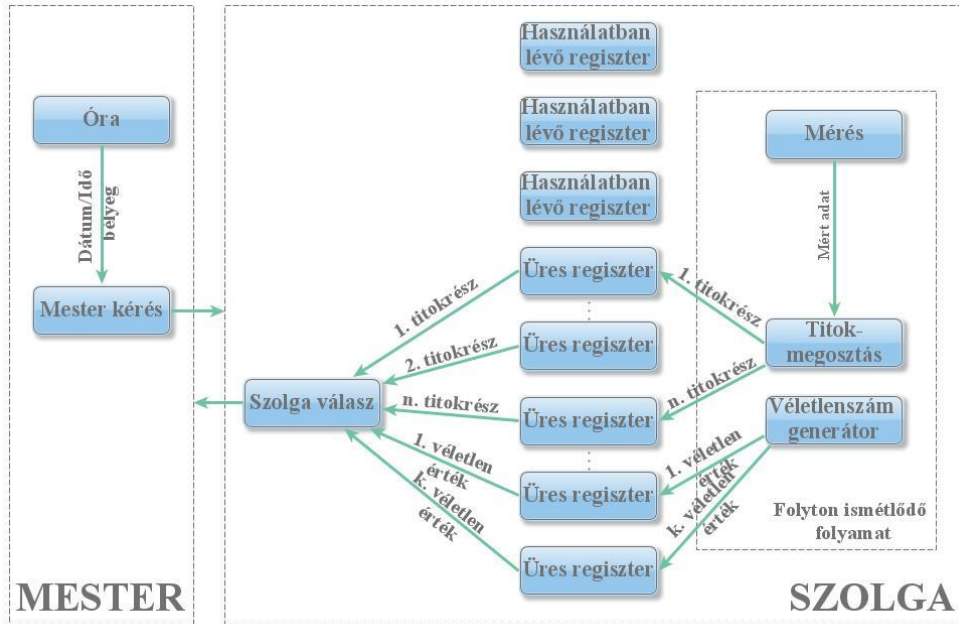 Óra
Dátum/Idő
bélyeg
Mester kérés
MESTER
Használatban
lévő regiszter
Használatban
lévő regiszter
Használatban
lévő regiszter
Üres regiszter
Üres regiszter
Üres regiszter
Üres regiszter
Üres regiszter
Szolga válasz
1. titokrész
2. titokrész
n. titokrész
1. véletlen
érték
k. véletlen
érték
Mérés
Mért adat
Titok-
megosztás
Véletlenszám
generátor
1. titokrész
n. titokrész
1. véletlen
érték
k. véletlen
érték
Folyton ismétlődő
folyamat
SZOLGA